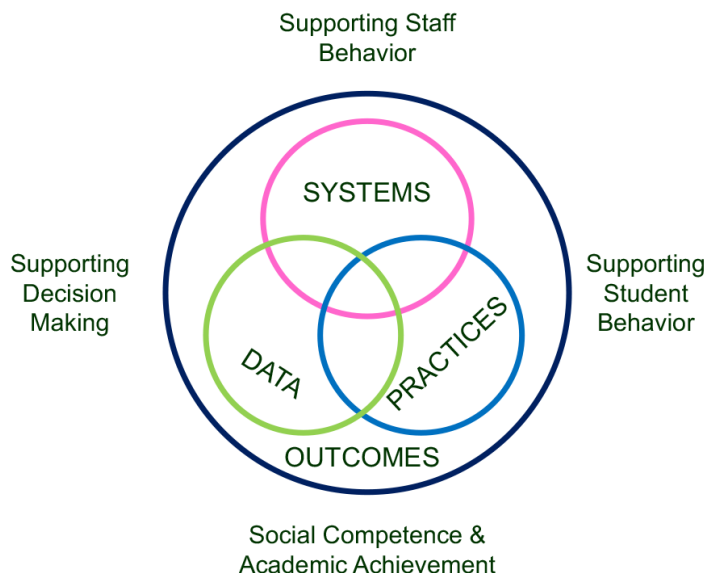 Supporting Staff
Behavior
SYSTEMS
Supporting
Decision
Making
Supporting
Student
Behavior
DATA
PRACTICES
OUTCOMES
Social Competence &
Academic Achievement